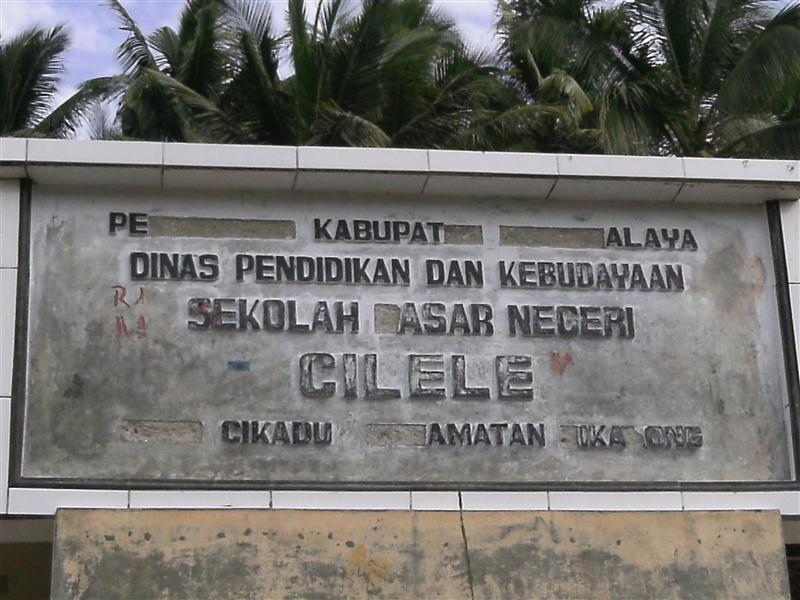 PE KABUPAT ALAYA
DINAS PENDIDIKAN DAN KEBUDAYAAN
SEKOLAH ASAR NEGERI
CILELE
CIKADU AMATAN IKA ONG